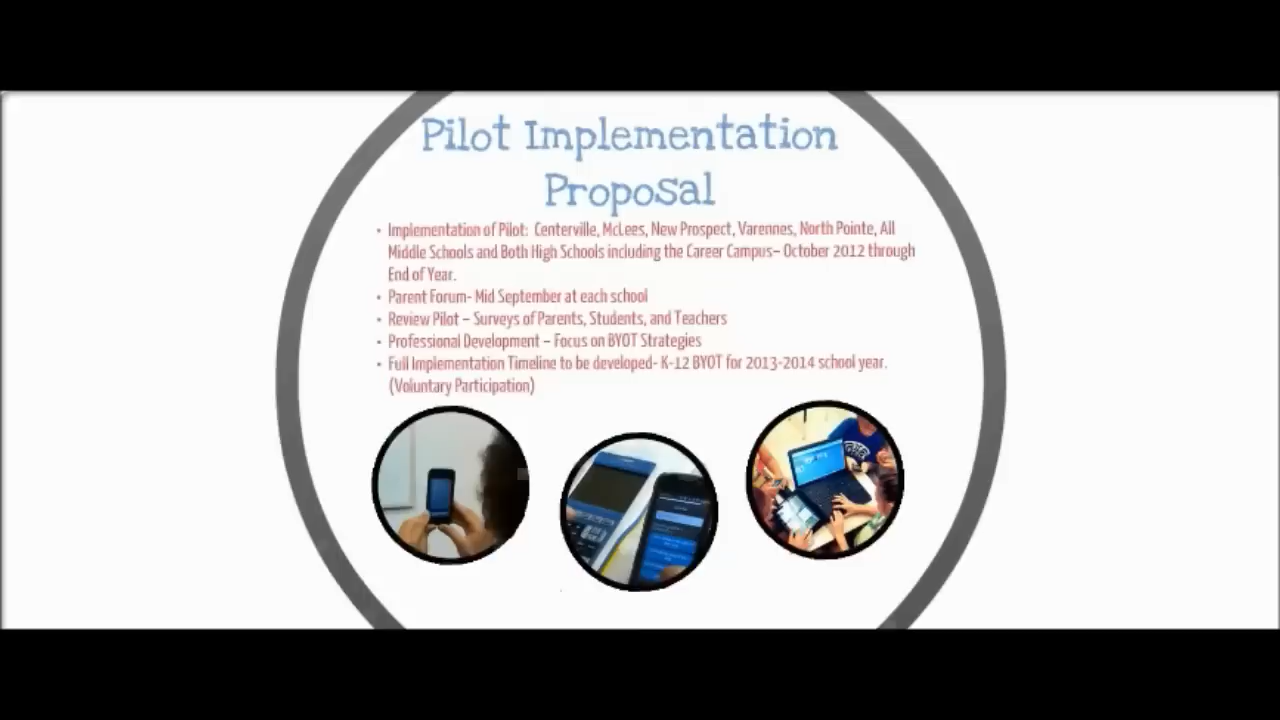 Pilot Implementation
Proposal
• Implementation of Pilot: Centerville, McLees, New Prospect, Varennes, North Pointe, All
Middle Schools and Both High Schools including the Career Campus– October 2012 through
End of Year.
• Parent Forum- Mid September at each school
• Review Pilot – Surveys of Parents, Students, and Teachers
• Professional Development – Focus on BYOT Strategies
• Full Implementation Timeline to be developed- K-12 BYOT for 2013-2014 school year.
(Voluntary Participation)